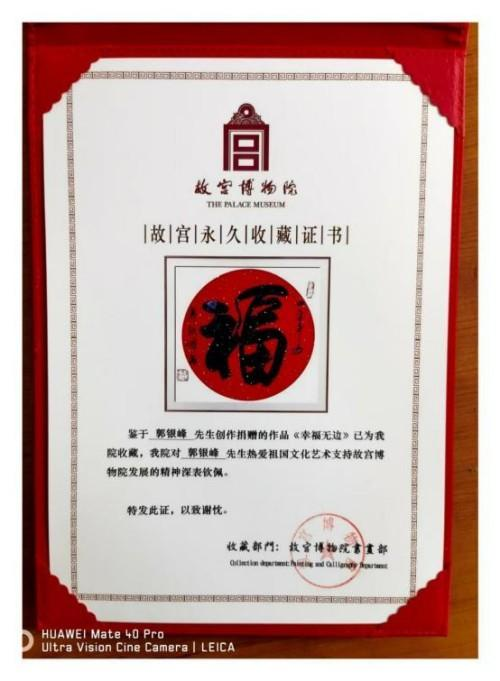 故宫博物院
THE PALACE MUSEUM
故宫永久收藏证书
福
鉴于 郭银峰 先生创作捐赠的作品《幸福无边》已为我
院收藏，我院对 郭银峰 先生热爱祖国文化艺术支持故宫博
物院发展的精神深表钦佩。
特发此证，以致谢忱。
收藏部門：故宫博物院書畫部
Collection department:Painting and Calligraphy Department
HUAWEI Mate 40 Pro
Ultra Vision Cine Camera | LEICA